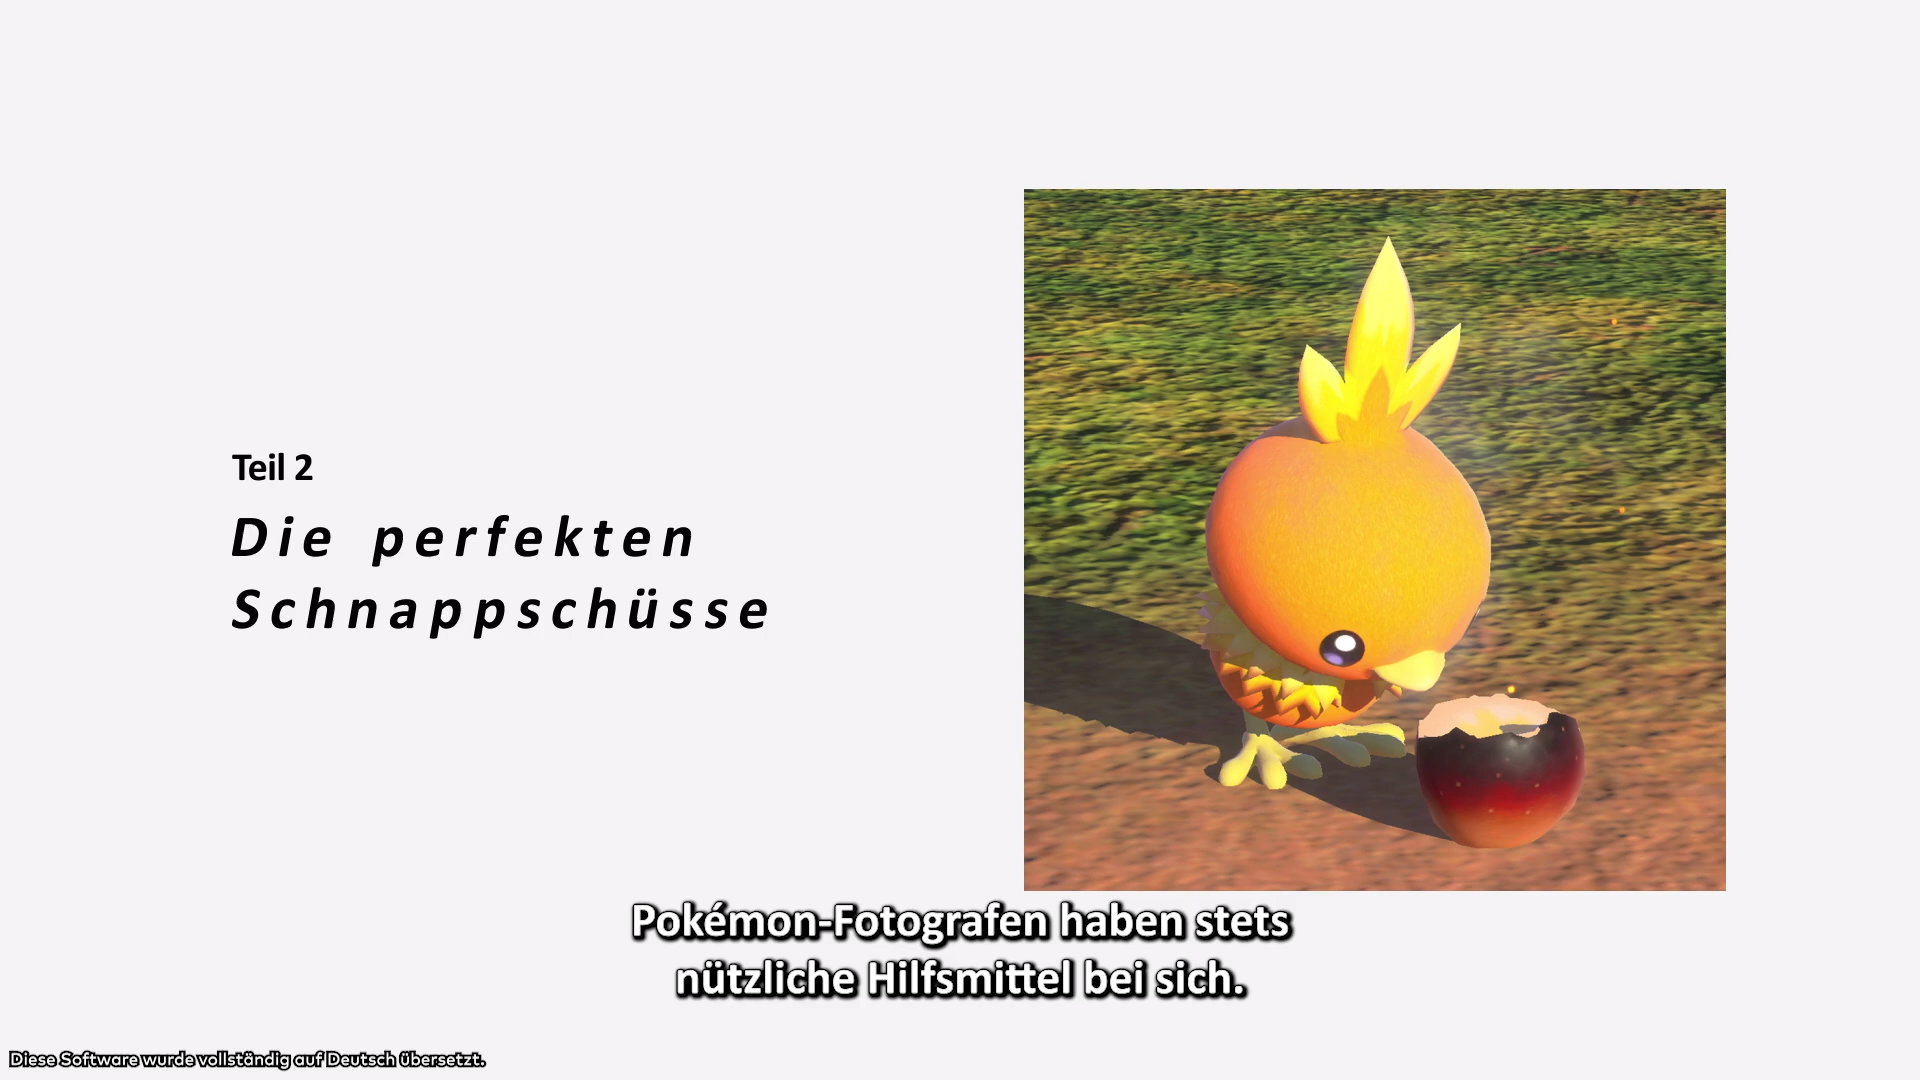 Teil 2
Die perfekten
Schnappschüsse
Pokémon-Fotografen haben stets
nützliche Hilfsmittel bei sich.
Diese Software wurde vollständig auf Deutsch übersetzt.